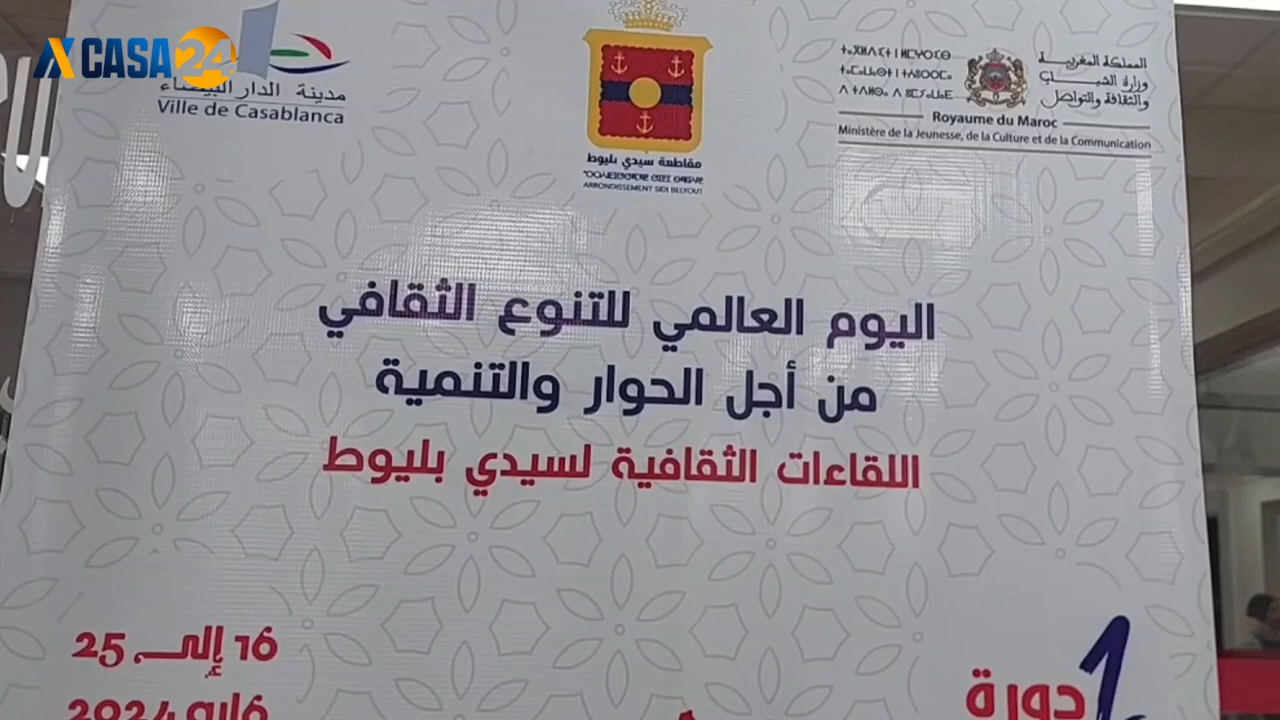 CASA 24
مدينة الدار البيضاء
Ville de Casablanca
مقاطعة سيدي بليوط
ARRONDISSEMENT SIDI BELYOUT
المملكة المغربية
وزارة الشباب
والثقافة والتواصل
Royaume du Maroc
Ministère de la Jeunesse, de la Culture et de la Communication
اليوم العالمي للتنوع الثقافي
من أجل الحوار والتنمية
اللقاءات الثقافية لسيدي بليوط
16 إلى 25
ماي 2024
دورة 1